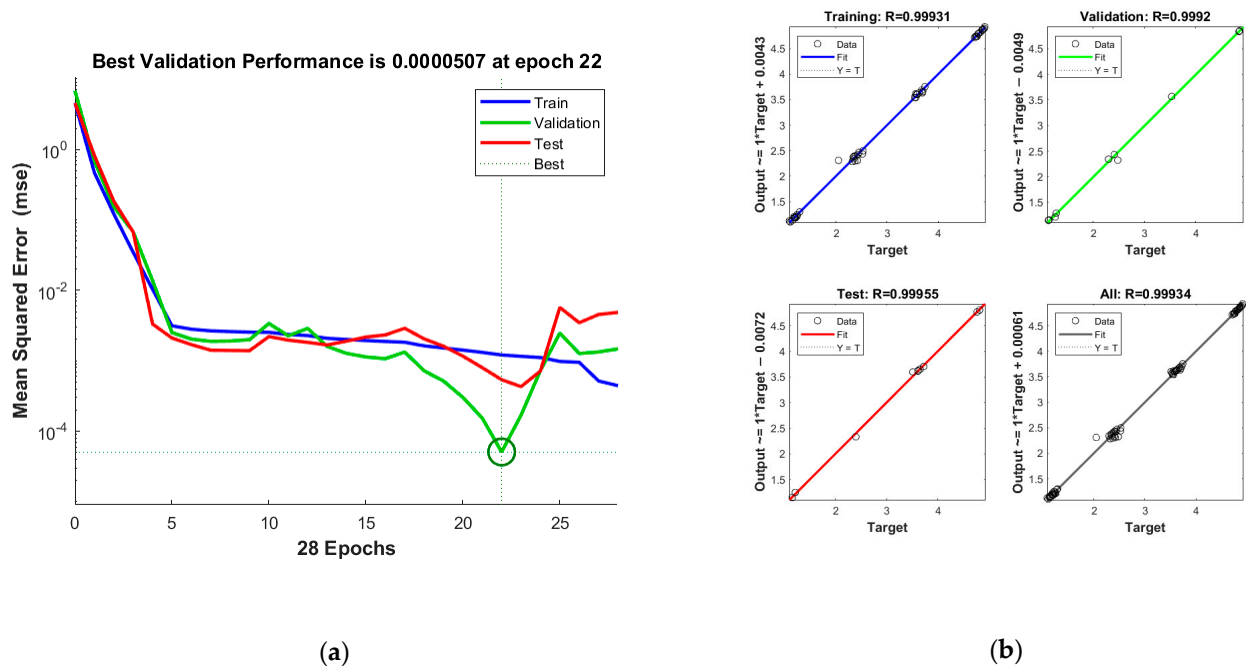 Best Validation Performance is 0.0000507 at epoch 22
Mean Squared Error (mse)
10^0
10^-2
10^-4
Train
Validation
Test
Best
0
5
10
15
20
25
28 Epochs
(a)
Training: R=0.99931
Output ~= 1*Target + 0.0043
4.5
4
3.5
3
2.5
2
1.5
Data
Fit
Y = T
2
3
4
Target
Validation: R=0.9992
Output ~= 1*Target − 0.0049
4.5
4
3.5
3
2.5
2
1.5
Data
Fit
Y = T
2
3
4
Target
Test: R=0.99955
Output ~= 1*Target − 0.0072
4.5
4
3.5
3
2.5
2
1.5
Data
Fit
Y = T
2
3
4
Target
All: R=0.99934
Output ~= 1*Target + 0.00061
4.5
4
3.5
3
2.5
2
1.5
Data
Fit
Y = T
2
3
4
Target
(b)